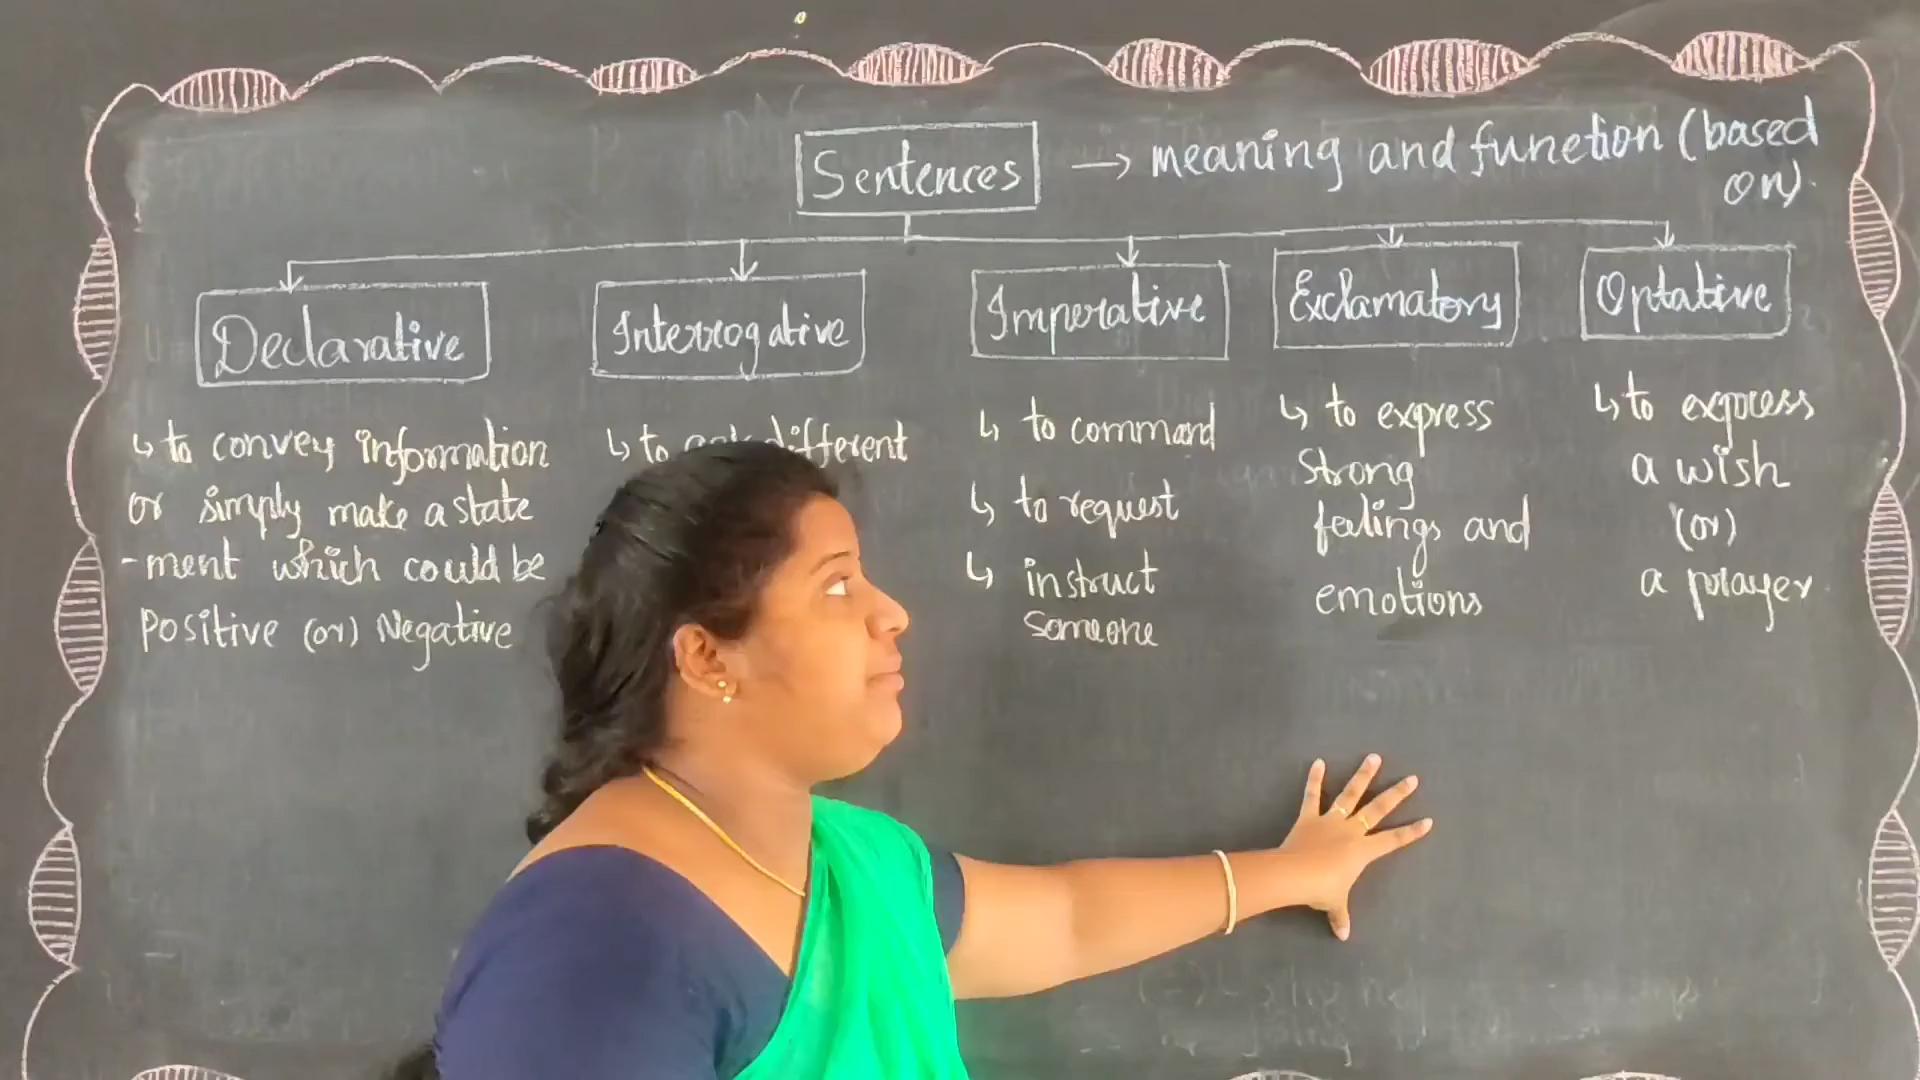 Sentences → meaning and function (based
on).
Declarative
↳ to convey information
or simply make a state
-ment which could be
Positive (or) Negative
Interrogative
↳ to different
Imperative
↳ to command
↳ to request
↳ instruct
someone
Exclamatory
↳ to express
strong
feelings and
emotions
Optative
↳ to express
a wish
(or)
a prayer